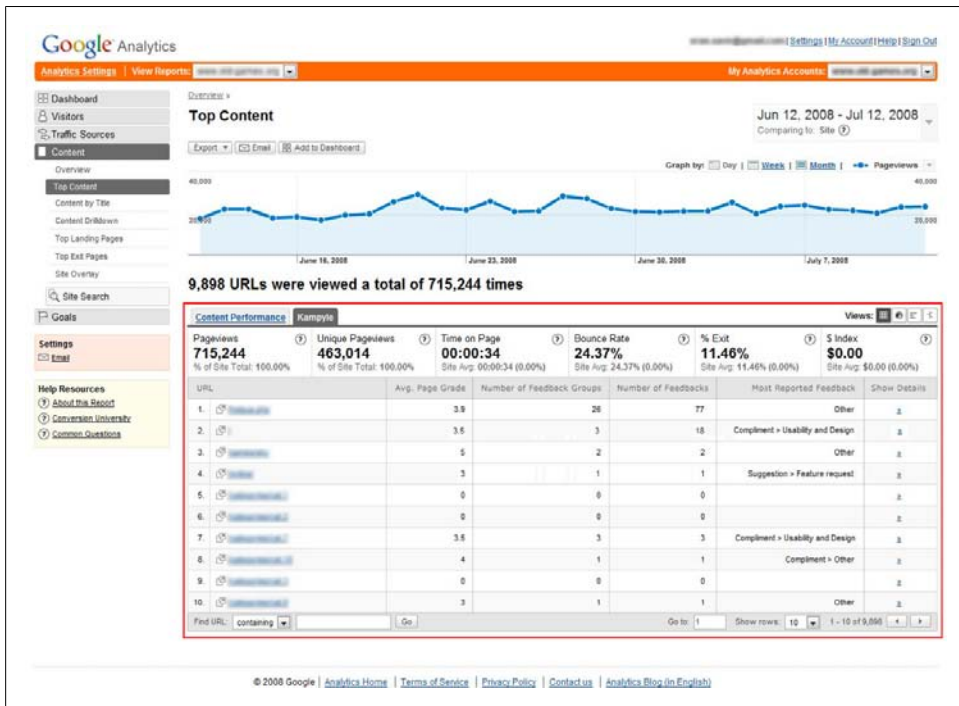 Google Analytics
Settings | My Account | Help | Sign Out
Analytics Settings | View Reports:
My Analytics Accounts:
Dashboard
Visitors
Traffic Sources
Content
Overview
Top Content
Content by Title
Content Drilldown
Top Landing Pages
Top Exit Pages
Site Overlay
Site Search
Goals
Settings
Email
Help Resources
About this Report
Conversion University
Common Questions
Overview »
Top Content
Jun 12, 2008 - Jul 12, 2008
Comparing to: Site
Export Email Add to Dashboard
Graph by: Day | Week | Month | Pageviews
40,000 40,000
20,000 20,000
June 16, 2008 June 23, 2008 June 30, 2008 July 7, 2008
9,898 URLs were viewed a total of 715,244 times
Content Performance Kampyle Views:
Pageviews Unique Pageviews Time on Page Bounce Rate % Exit $ Index
715,244 463,014 00:00:34 24.37% 11.46% $0.00
% of Site Total: 100.00% % of Site Total: 100.00% Site Avg: 00:00:34 (0.00%) Site Avg: 24.37% (0.00%) Site Avg: 11.46% (0.00%) Site Avg: $0.00 (0.00%)
URL Avg. Page Grade Number of Feedback Groups Number of Feedbacks Most Reported Feedback Show Details
1. 3.9 26 77 Other
2. 3.5 3 18 Compliment > Usability and Design
3. 5 2 2 Other
4. 3 1 1 Suggestion > Feature request
5. 0 0 0
6. 0 0 0
7. 3.5 3 3 Compliment > Usability and Design
8. 4 1 1 Compliment > Other
9. 0 0 0
10. 3 1 1 Other
Find URL: containing Go Go to: 1 Show rows: 10 1 - 10 of 9,898
© 2008 Google | Analytics Home | Terms of Service | Privacy Policy | Contact us | Analytics Blog (in English)